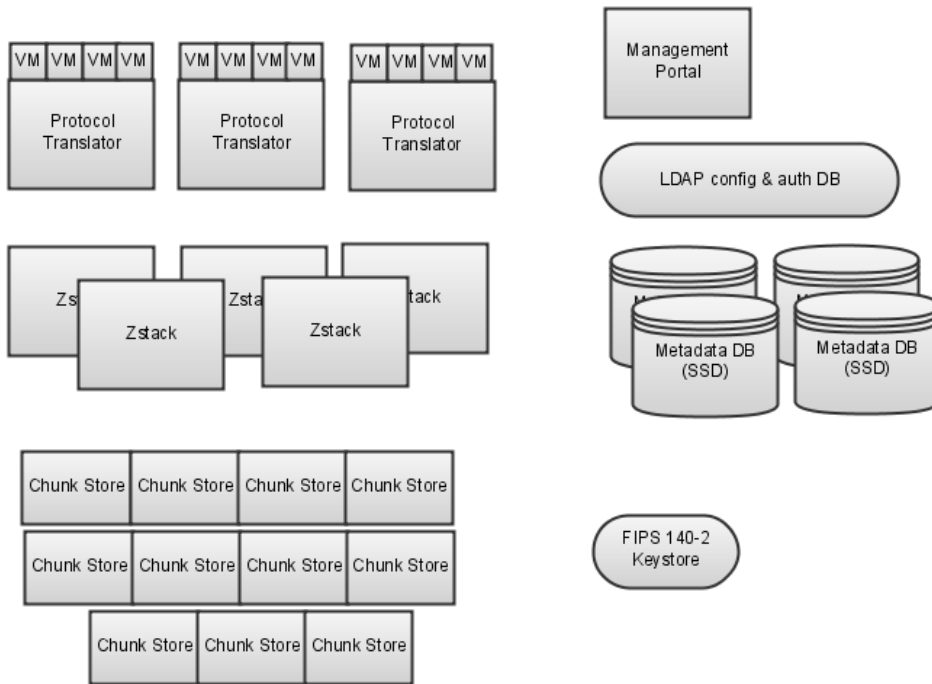 VM VM VM VM
Protocol
Translator
VM VM VM VM
Protocol
Translator
VM VM VM VM
Protocol
Translator
Management
Portal
LDAP config & auth DB
Zstack
Zstack
Metadata DB
(SSD)
Metadata DB
(SSD)
Chunk Store Chunk Store Chunk Store Chunk Store
Chunk Store Chunk Store Chunk Store Chunk Store
Chunk Store Chunk Store Chunk Store
FIPS 140-2
Keystore